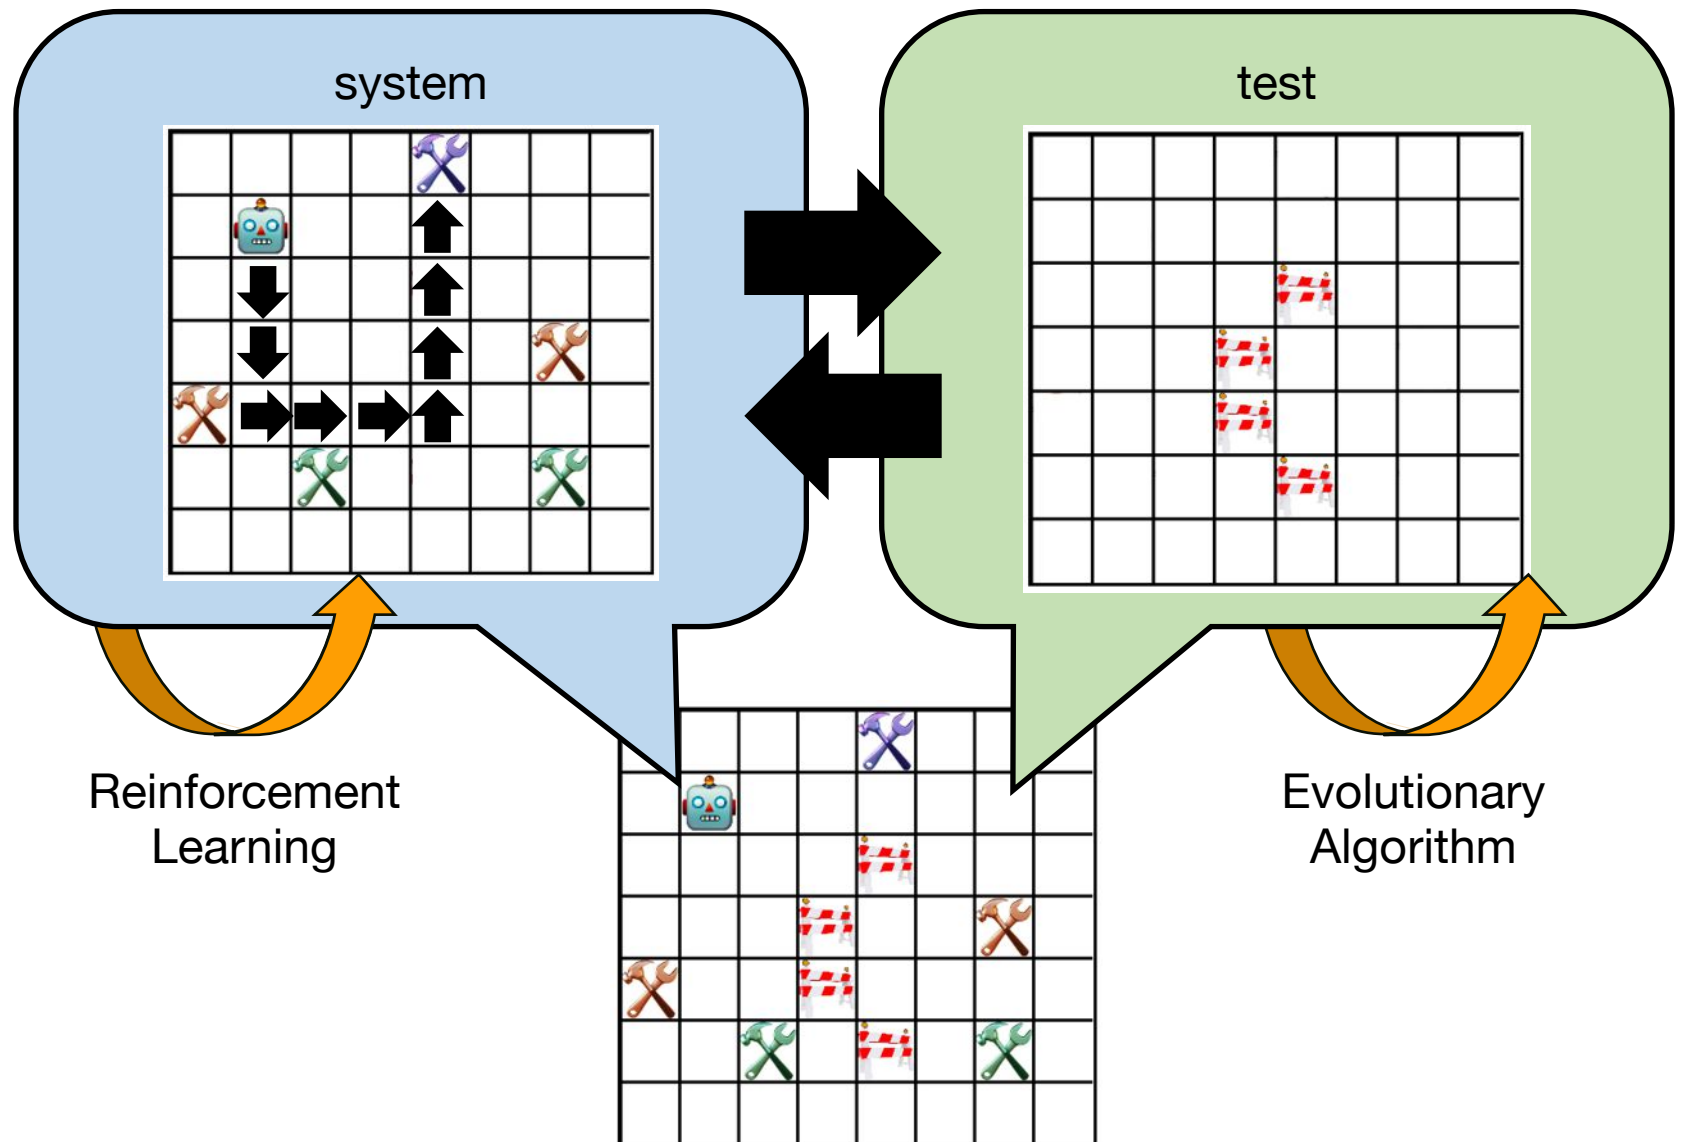 system
test
Reinforcement
Learning
Evolutionary
Algorithm